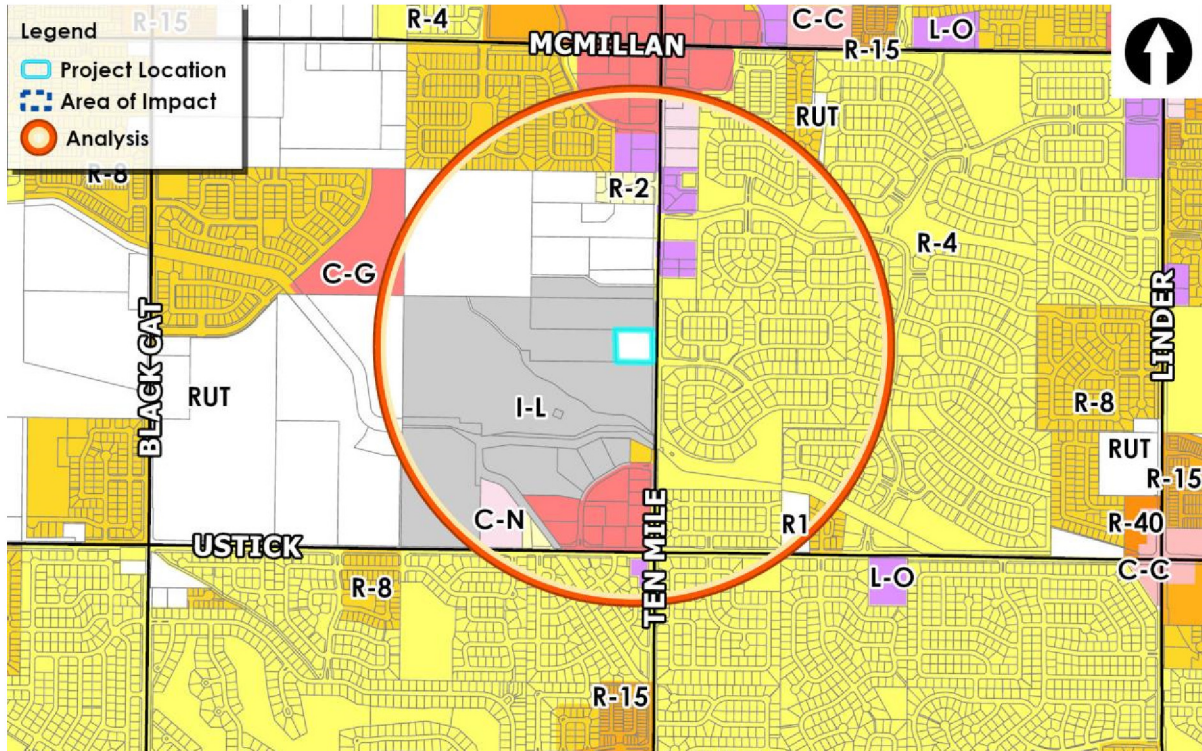 Legend
Project Location
Area of Impact
Analysis
R-15
R-4
C-C
L-O
R-15
MCMILLAN
RUT
R-8
R-2
R-4
C-G
BLACK CAT
RUT
I-L
LINDER
R-8
RUT
R-15
R-40
C-N
R1
TEN MILE
USTICK
C-C
R-8
L-O
R-15